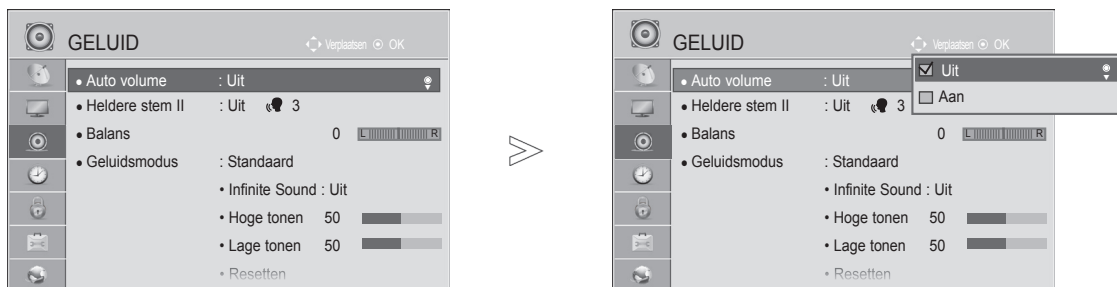 GELUID
Verplaatsen OK
• Auto volume : Uit
• Heldere stem II : Uit 3
• Balans 0 L R
• Geluidsmodus : Standaard
• Infinite Sound : Uit
• Hoge tonen 50
• Lage tonen 50
• Resetten
GELUID
Verplaatsen OK
• Auto volume : Uit
Uit
Aan
• Heldere stem II : Uit 3
• Balans 0 L R
• Geluidsmodus : Standaard
• Infinite Sound : Uit
• Hoge tonen 50
• Lage tonen 50
• Resetten